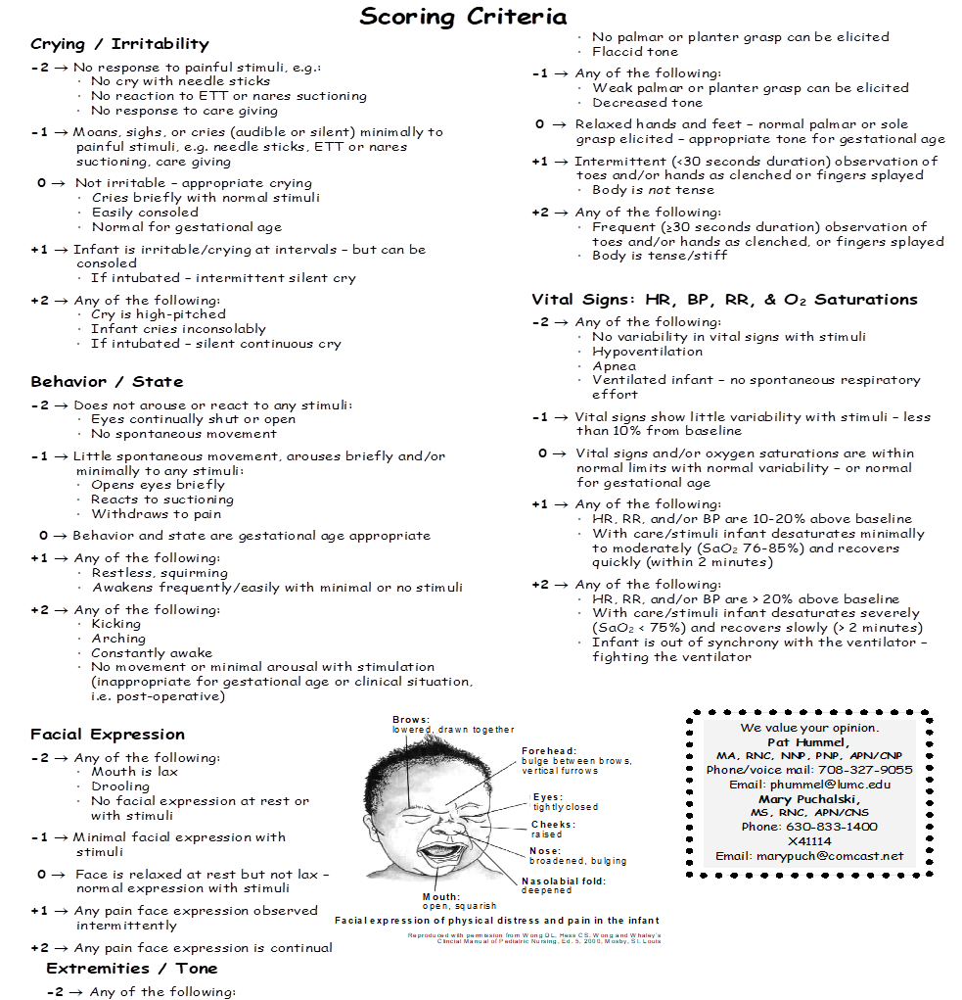 Scoring Criteria
Crying / Irritability
-2 → No response to painful stimuli, e.g.:
· No cry with needle sticks
· No reaction to ETT or nares suctioning
· No response to care giving
-1 → Moans, sighs, or cries (audible or silent) minimally to
painful stimuli, e.g. needle sticks, ETT or nares
suctioning, care giving
0 → Not irritable – appropriate crying
· Cries briefly with normal stimuli
· Easily consoled
· Normal for gestational age
+1 → Infant is irritable/crying at intervals – but can be
consoled
· If intubated – intermittent silent cry
+2 → Any of the following:
· Cry is high-pitched
· Infant cries inconsolably
· If intubated – silent continuous cry
Behavior / State
-2 → Does not arouse or react to any stimuli:
· Eyes continually shut or open
· No spontaneous movement
-1 → Little spontaneous movement, arouses briefly and/or
minimally to any stimuli:
· Opens eyes briefly
· Reacts to suctioning
· Withdraws to pain
0 → Behavior and state are gestational age appropriate
+1 → Any of the following:
· Restless, squirming
· Awakens frequently/easily with minimal or no stimuli
+2 → Any of the following:
· Kicking
· Arching
· Constantly awake
· No movement or minimal arousal with stimulation
(inappropriate for gestational age or clinical situation,
i.e. post-operative)
Facial Expression
-2 → Any of the following:
· Mouth is lax
· Drooling
· No facial expression at rest or
with stimuli
-1 → Minimal facial expression with
stimuli
0 → Face is relaxed at rest but not lax –
normal expression with stimuli
+1 → Any pain face expression observed
intermittently
+2 → Any pain face expression is continual
Extremities / Tone
-2 → Any of the following:
· No palmar or planter grasp can be elicited
· Flaccid tone
-1 → Any of the following:
· Weak palmar or planter grasp can be elicited
· Decreased tone
0 → Relaxed hands and feet – normal palmar or sole
grasp elicited – appropriate tone for gestational age
+1 → Intermittent (<30 seconds duration) observation of
toes and/or hands as clenched or fingers splayed
· Body is not tense
+2 → Any of the following:
· Frequent (≥30 seconds duration) observation of
toes and/or hands as clenched, or fingers splayed
· Body is tense/stiff
Vital Signs: HR, BP, RR, & O₂ Saturations
-2 → Any of the following:
· No variability in vital signs with stimuli
· Hypoventilation
· Apnea
· Ventilated infant – no spontaneous respiratory
effort
-1 → Vital signs show little variability with stimuli – less
than 10% from baseline
0 → Vital signs and/or oxygen saturations are within
normal limits with normal variability – or normal
for gestational age
+1 → Any of the following:
· HR, RR, and/or BP are 10-20% above baseline
· With care/stimuli infant desaturates minimally
to moderately (SaO₂ 76-85%) and recovers
quickly (within 2 minutes)
+2 → Any of the following:
· HR, RR, and/or BP are > 20% above baseline
· With care/stimuli infant desaturates severely
(SaO₂ < 75%) and recovers slowly (> 2 minutes)
· Infant is out of synchrony with the ventilator –
fighting the ventilator
Brows:
lowered, drawn together
Forehead:
bulge between brows,
vertical furrows
Eyes:
tightly closed
Cheeks:
raised
Nose:
broadened, bulging
Nasolabial fold:
deepened
Mouth:
open, squarish
Facial expression of physical distress and pain in the infant
Reproduced with permission from Wong DL, Hess CS. Wong and Whaley's
Clinical Manual of Pediatric Nursing, Ed. 5, 2000, Mosby, St. Louis
We value your opinion.
Pat Hummel,
MA, RNC, NNP, PNP, APN/CNP
Phone/voice mail: 708-327-9055
Email: phummel@lumc.edu
Mary Puchalski,
MS, RNC, APN/CNS
Phone: 630-833-1400
X41114
Email: marypuch@comcast.net